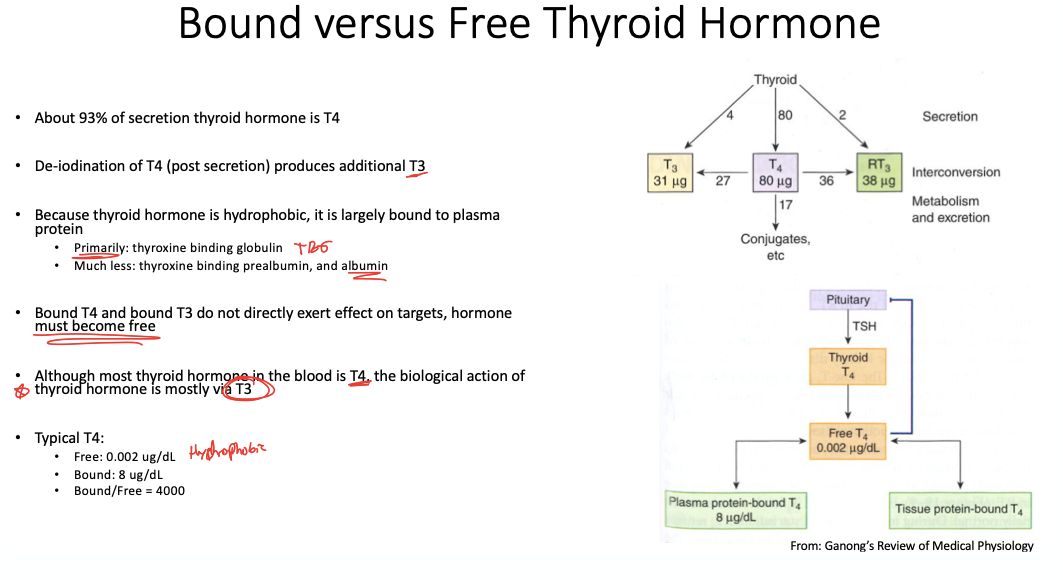 Bound versus Free Thyroid Hormone
• About 93% of secretion thyroid hormone is T4
• De-iodination of T4 (post secretion) produces additional T3
• Because thyroid hormone is hydrophobic, it is largely bound to plasma
protein
• Primarily: thyroxine binding globulin TBG
• Much less: thyroxine binding prealbumin, and albumin
• Bound T4 and bound T3 do not directly exert effect on targets, hormone
must become free
• Although most thyroid hormone in the blood is T4, the biological action of
thyroid hormone is mostly via T3
• Typical T4:
• Free: 0.002 ug/dL Hydrophobic
• Bound: 8 ug/dL
• Bound/Free = 4000
Thyroid
4 80 2 Secretion
T₃ T₄ RT₃
31 µg 27 80 µg 36 38 µg Interconversion
17 Metabolism
and excretion
Conjugates,
etc
Pituitary
TSH
Thyroid
T₄
Free T₄
0.002 µg/dL
Plasma protein-bound T₄
8 µg/dL
Tissue protein-bound T₄
From: Ganong's Review of Medical Physiology